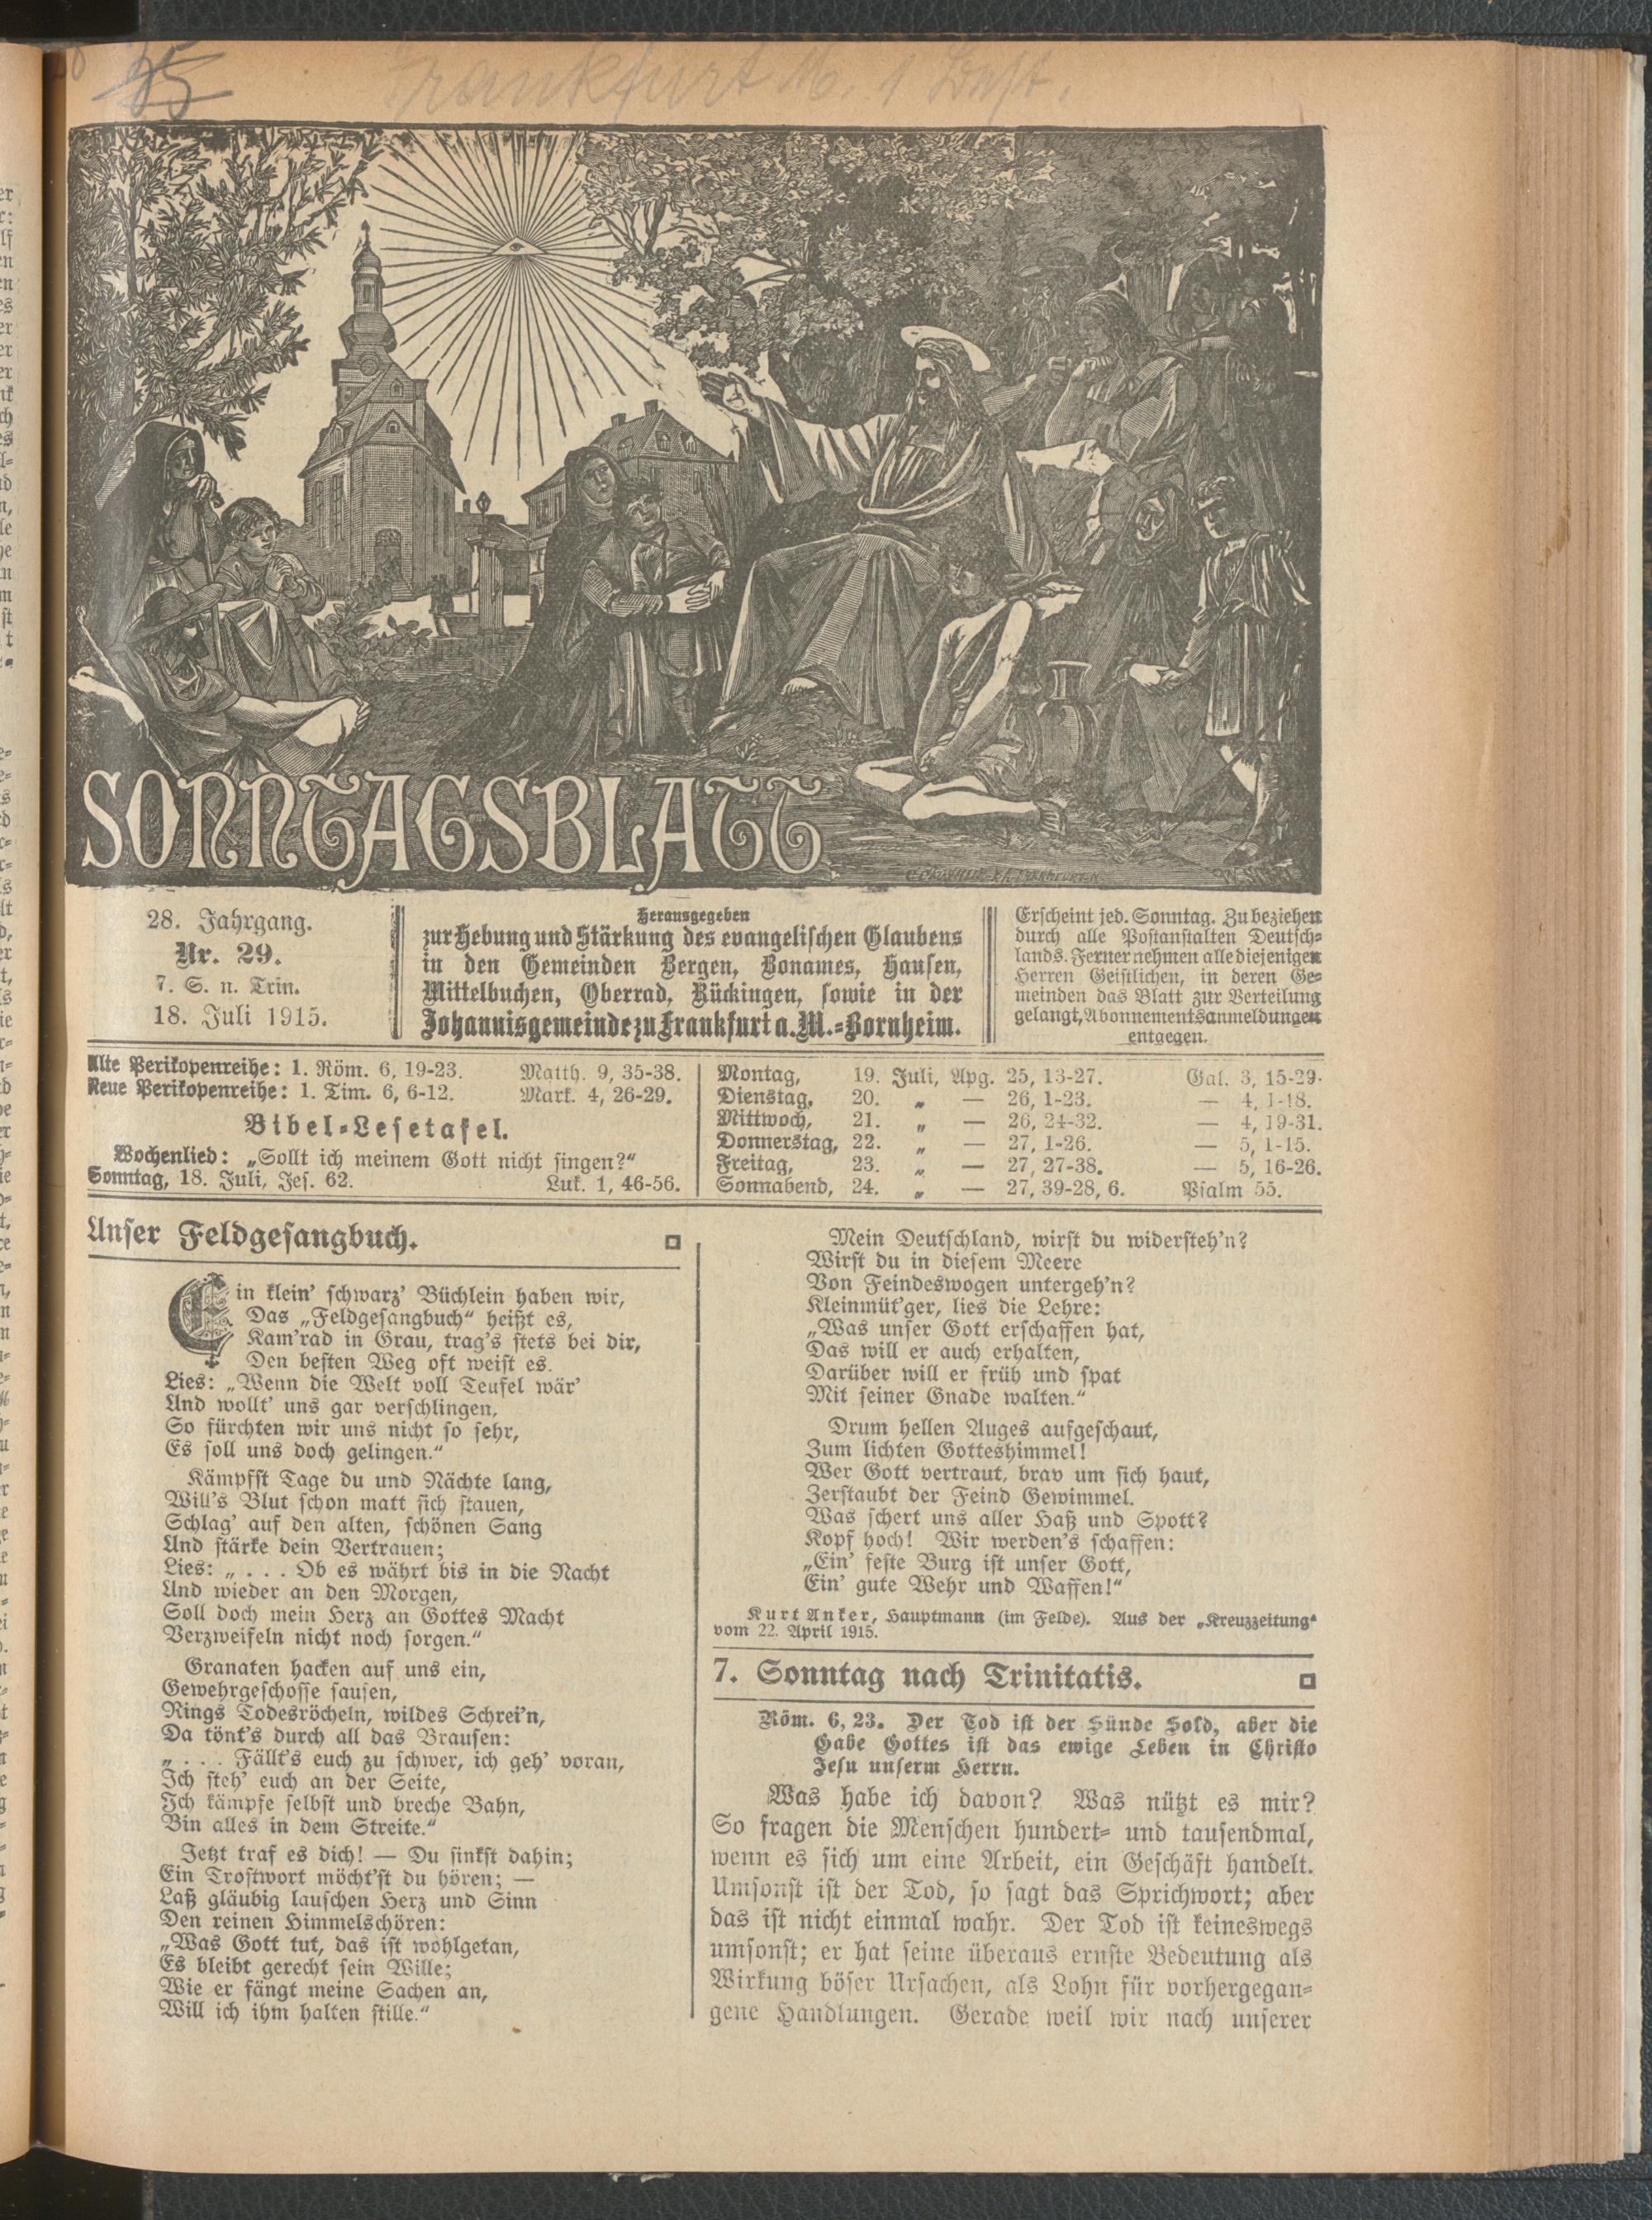 35
Frankfurt M. 1
SONNTAGSBLATT
28. Jahrgang.
Nr. 29.
7. S. n. Trin.
18. Juli 1915.
Herausgegeben
zur Hebung und Stärkung des evangelischen Glaubens
in den Gemeinden Bergen, Bonames, Hausen,
Mittelbuchen, Oberrad, Rückingen, sowie in der
Johannisgemeinde zu Frankfurt a. M.-Bornheim.
Erscheint jed. Sonntag. Zu beziehen
durch alle Postanstalten Deutsch-
lands. Ferner nehmen alle diejenigen
Herren Geistlichen, in deren Ge-
meinden das Blatt zur Verteilung
gelangt, Abonnementsanmeldungen
entgegen.
Alte Perikopenreihe: 1. Röm. 6, 19-23. Matth. 9, 35-38.
Neue Perikopenreihe: 1. Tim. 6, 6-12. Mark. 4, 26-29.
Bibel-Lesetafel.
Wochenlied: „Sollt ich meinem Gott nicht singen?“
Sonntag, 18. Juli, Jes. 62. Luk. 1, 46-56.
Montag, 19. Juli, Apg. 25, 13-27. Gal. 3, 15-29.
Dienstag, 20. „ — 26, 1-23. — 4, 1-18.
Mittwoch, 21. „ — 26, 24-32. — 4, 19-31.
Donnerstag, 22. „ — 27, 1-26. — 5, 1-15.
Freitag, 23. „ — 27, 27-38. — 5, 16-26.
Sonnabend, 24. „ — 27, 39-28, 6. Psalm 55.
Unser Feldgesangbuch.
Ein klein' schwarz' Büchlein haben wir,
Das „Feldgesangbuch“ heißt es,
Kam'rad in Grau, trag's stets bei dir,
Den besten Weg oft weist es.
Lies: „Wenn die Welt voll Teufel wär'
Und wollt' uns gar verschlingen,
So fürchten wir uns nicht so sehr,
Es soll uns doch gelingen.“
Kämpfst Tage du und Nächte lang,
Will's Blut schon matt sich stauen,
Schlag' auf den alten, schönen Sang
Und stärke dein Vertrauen;
Lies: „ . . . Ob es währt bis in die Nacht
Und wieder an den Morgen,
Soll doch mein Herz an Gottes Macht
Verzweifeln nicht noch sorgen.“
Granaten hacken auf uns ein,
Gewehrgeschosse sausen,
Rings Todesröcheln, wildes Schrei'n,
Da tönt's durch all das Brausen:
„ . . . Fällt's euch zu schwer, ich geh' voran,
Ich steh' euch an der Seite,
Ich kämpfe selbst und breche Bahn,
Bin alles in dem Streite.“
Jetzt traf es dich! — Du sinkst dahin;
Ein Trostwort möcht'st du hören; —
Laß gläubig lauschen Herz und Sinn
Den reinen Himmelschören:
„Was Gott tut, das ist wohlgetan,
Es bleibt gerecht sein Wille;
Wie er fängt meine Sachen an,
Will ich ihm halten stille.“
Mein Deutschland, wirst du widersteh'n?
Wirst du in diesem Meere
Von Feindeswogen untergeh'n?
Kleinmüt'ger, lies die Lehre:
„Was unser Gott erschaffen hat,
Das will er auch erhalten,
Darüber will er früh und spat
Mit seiner Gnade walten.“
Drum hellen Auges aufgeschaut,
Zum lichten Gotteshimmel!
Wer Gott vertraut, brav um sich haut,
Zerstaubt der Feind Gewimmel.
Was schert uns aller Haß und Spott?
Kopf hoch! Wir werden's schaffen:
„Ein' feste Burg ist unser Gott,
Ein' gute Wehr und Waffen!“
Kurt Anker, Hauptmann (im Felde). Aus der „Kreuzzeitung“
vom 22. April 1915.
7. Sonntag nach Trinitatis.
Röm. 6, 23. Der Tod ist der Sünde Sold, aber die
Gabe Gottes ist das ewige Leben in Christo
Jesu unserm Herrn.
Was habe ich davon? Was nützt es mir?
So fragen die Menschen hundert- und tausendmal,
wenn es sich um eine Arbeit, ein Geschäft handelt.
Umsonst ist der Tod, so sagt das Sprichwort; aber
das ist nicht einmal wahr. Der Tod ist keineswegs
umsonst; er hat seine überaus ernste Bedeutung als
Wirkung böser Ursachen, als Lohn für vorhergegan-
gene Handlungen. Gerade weil wir nach unserer